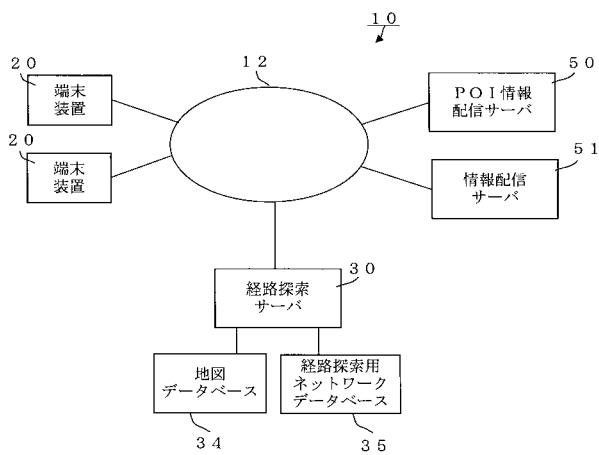 １０
２０
端末
装置
１２
５０
ＰＯＩ情報
配信サーバ
２０
端末
装置
５１
情報配信
サーバ
３０
経路探索
サーバ
地図
データベース
３４
経路探索用
ネットワーク
データベース
３５